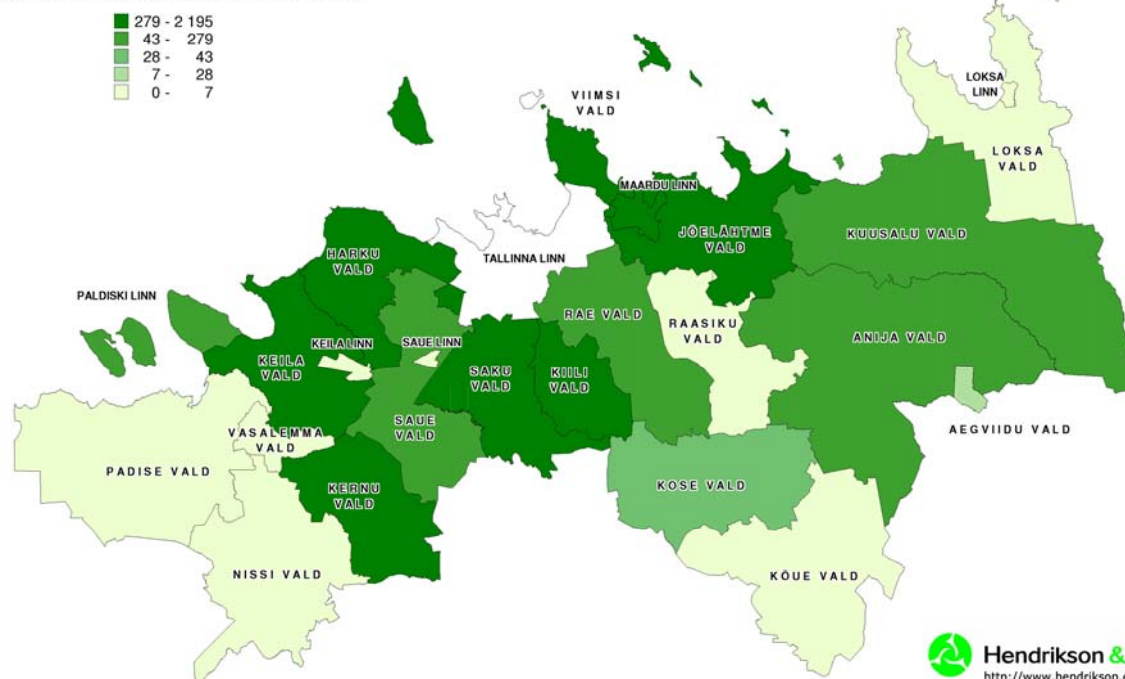 279 - 2 195
43 - 279
28 - 43
7 - 28
0 - 7
VIIMSI
VALD
LOKSA
LINN
LOKSA
VALD
MAARDU LINN
JÕELÄHTME
VALD
KUUSALU VALD
HARKU
VALD
TALLINNA LINN
PALDISKI LINN
RAE VALD
RAASIKU
VALD
ANIJA VALD
KEILA LINN
SAUE LINN
KEILA
VALD
SAKU
VALD
KIILI
VALD
SAUE
VALD
AEGVIIDU VALD
VASALEMMA
VALD
PADISE VALD
KERNU
VALD
KOSE VALD
NISSI VALD
KÕUE VALD
Hendrikson &
http://www.hendrikson.e